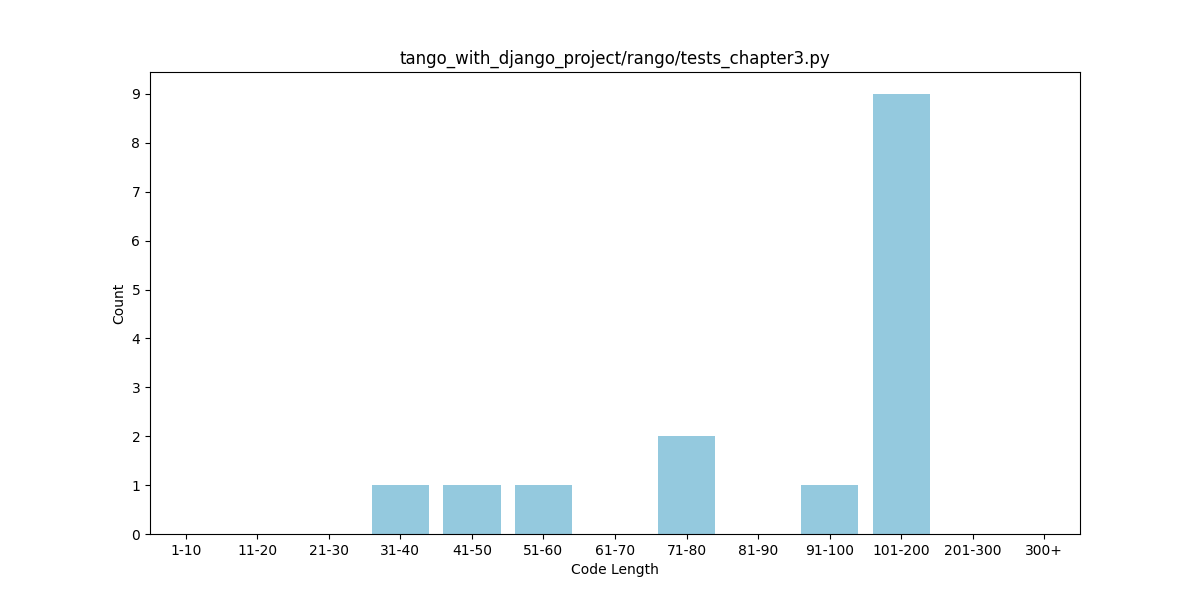 tango_with_django_project/rango/tests_chapter3.py
9
8
7
6
5
4
3
2
1
0
Count
1-10 11-20 21-30 31-40 41-50 51-60 61-70 71-80 81-90 91-100 101-200 201-300 300+
Code Length